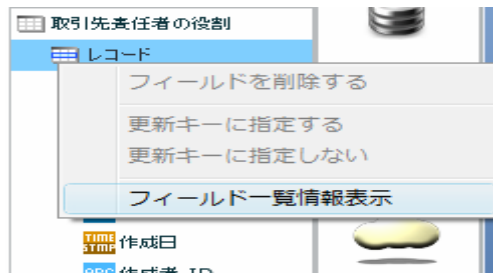 取引先責任者の役割
レコード
フィールドを削除する
更新キーに指定する
更新キーに指定しない
フィールド一覧情報表示
TIME STMP 作成日
作成者 ID